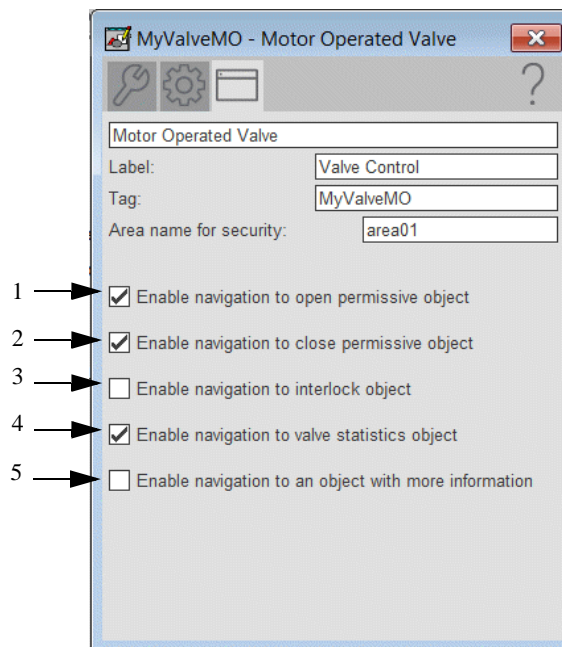 MyValveMO - Motor Operated Valve
?
Motor Operated Valve
Label: Valve Control
Tag: MyValveMO
Area name for security: area01
1 Enable navigation to open permissive object
2 Enable navigation to close permissive object
3 Enable navigation to interlock object
4 Enable navigation to valve statistics object
5 Enable navigation to an object with more information